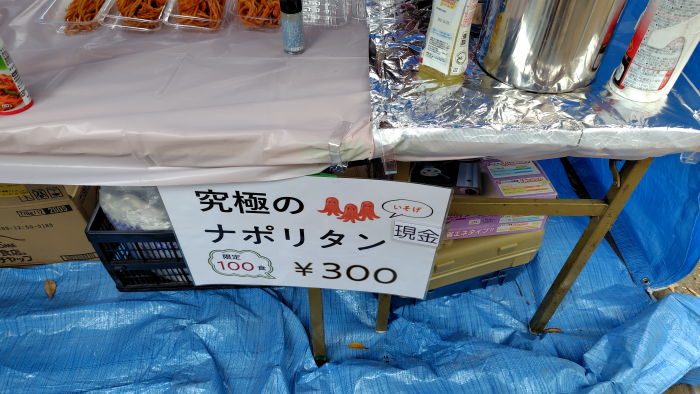 究極の
いそげ
ナポリタン
現金
限定
100食
¥300